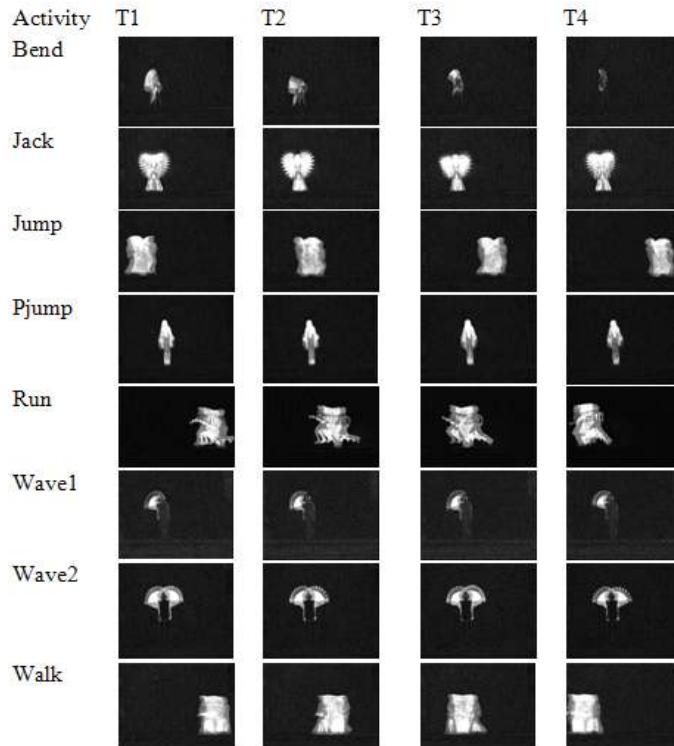 Activity T1 T2 T3 T4
Bend
Jack
Jump
Pjump
Run
Wave1
Wave2
Walk